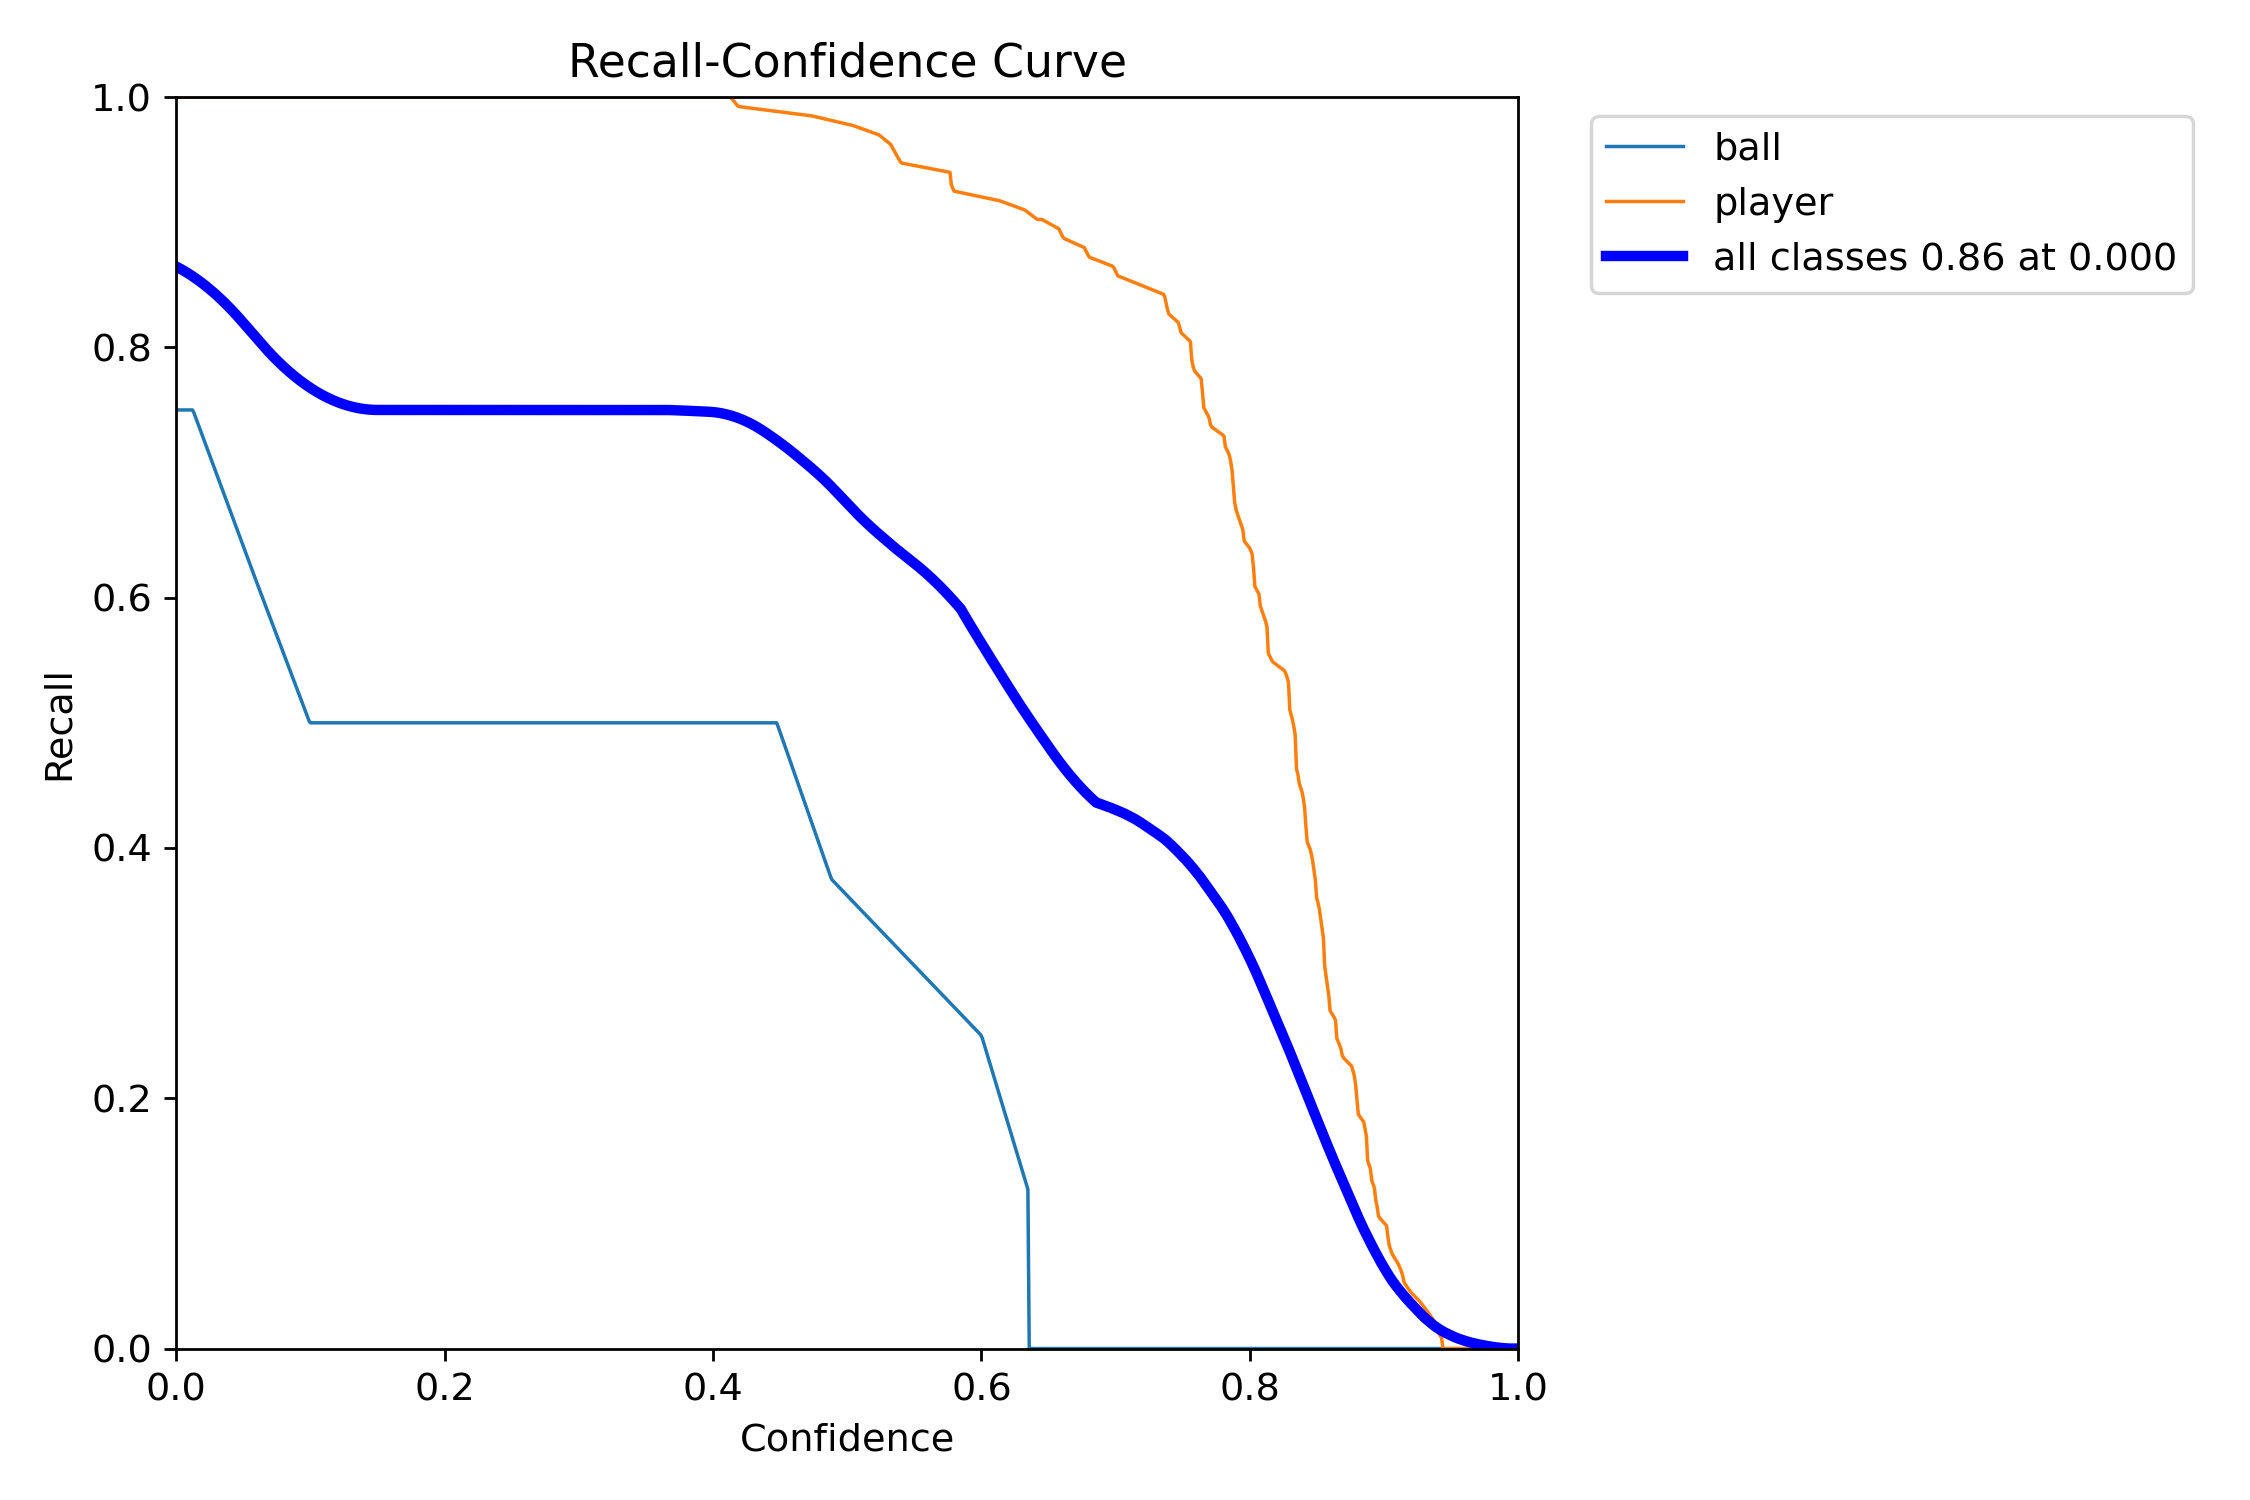 Recall-Confidence Curve
1.0
0.8
0.6
0.4
0.2
0.0
Recall
0.0 0.2 0.4 0.6 0.8 1.0
Confidence
ball
player
all classes 0.86 at 0.000